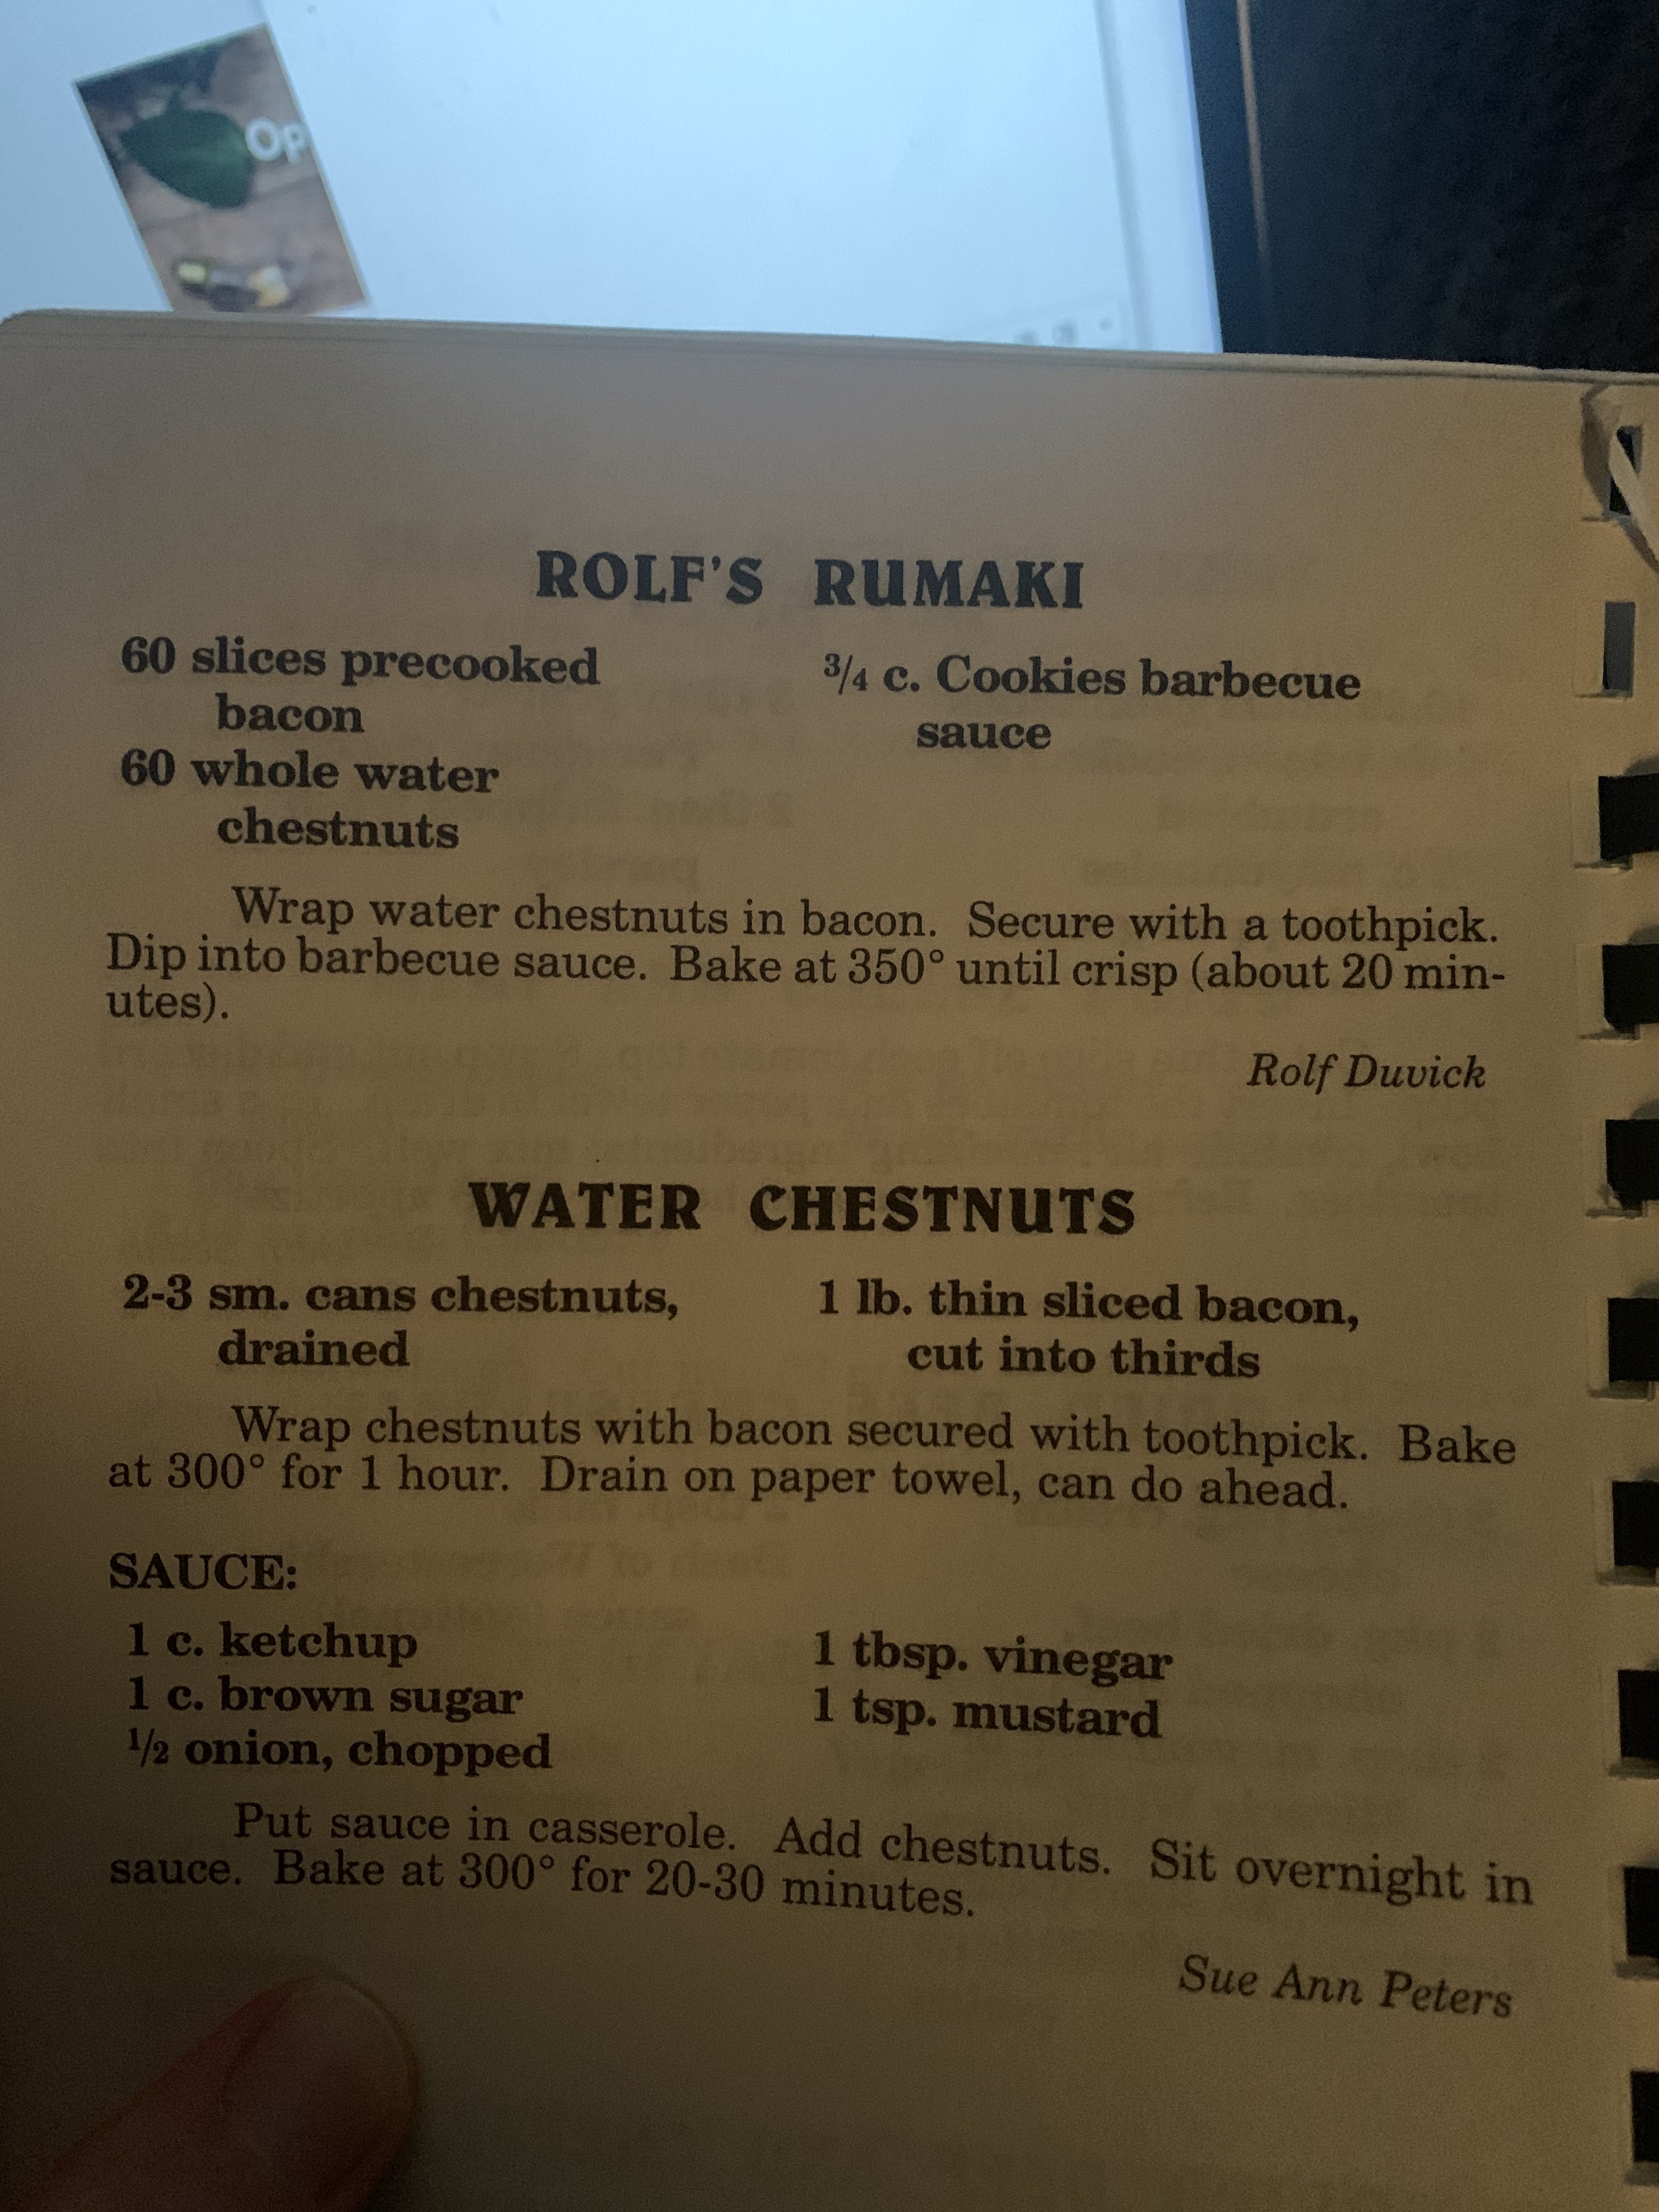 Op
ROLF'S RUMAKI
60 slices precooked
bacon
60 whole water
chestnuts
3/4 c. Cookies barbecue
sauce
Wrap water chestnuts in bacon. Secure with a toothpick.
Dip into barbecue sauce. Bake at 350° until crisp (about 20 min-
utes).
Rolf Duvick
WATER CHESTNUTS
2-3 sm. cans chestnuts,
drained
1 lb. thin sliced bacon,
cut into thirds
Wrap chestnuts with bacon secured with toothpick. Bake
at 300° for 1 hour. Drain on paper towel, can do ahead.
SAUCE:
1 c. ketchup
1 c. brown sugar
1/2 onion, chopped
1 tbsp. vinegar
1 tsp. mustard
Put sauce in casserole. Add chestnuts. Sit overnight in
sauce. Bake at 300° for 20-30 minutes.
Sue Ann Peters